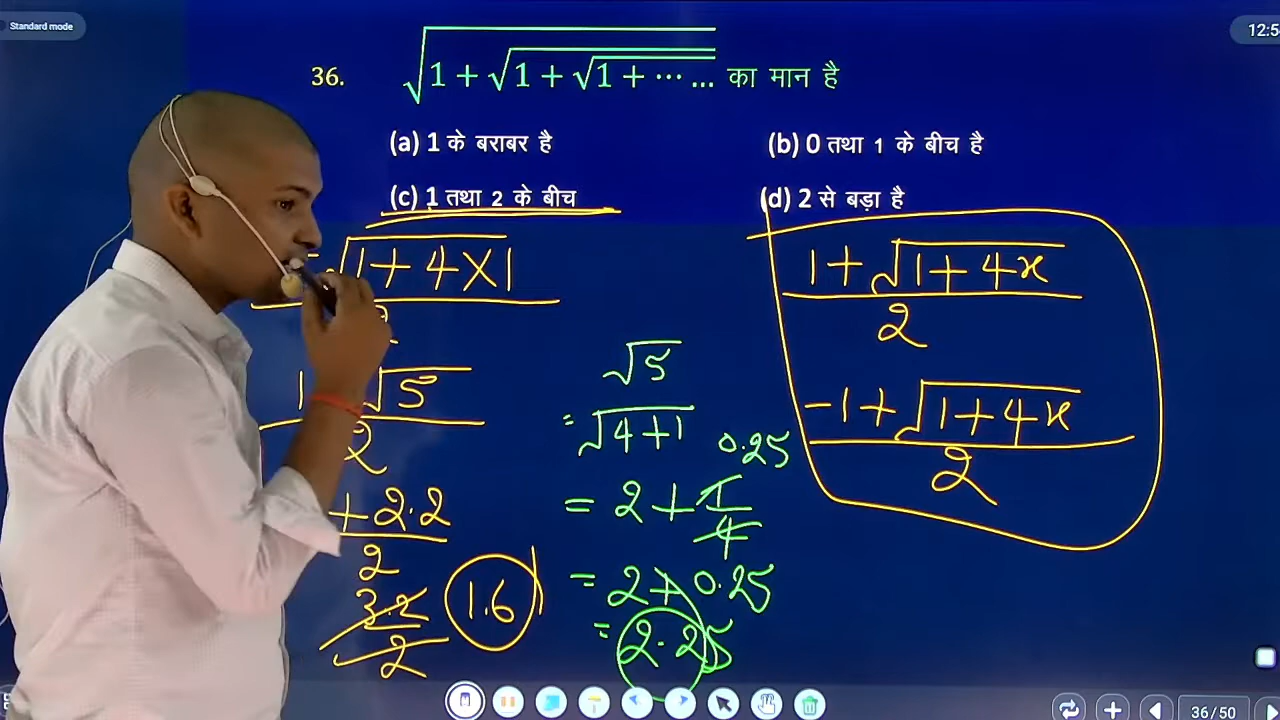 Standard mode
12:5
36. √1 + √1 + √1 + ⋯ ... का मान है
(a) 1 के बराबर है
(b) 0 तथा 1 के बीच है
(c) 1 तथा 2 के बीच
(d) 2 से बड़ा है
√1+4×1
2
1 √5
2
+2.2
2
3.2
2
1.6
√5
=√4+1
0.25
= 2+1/4
= 2+0.25
= 2.25
1+√1+4x
2
-1+√1+4x
2
36/50